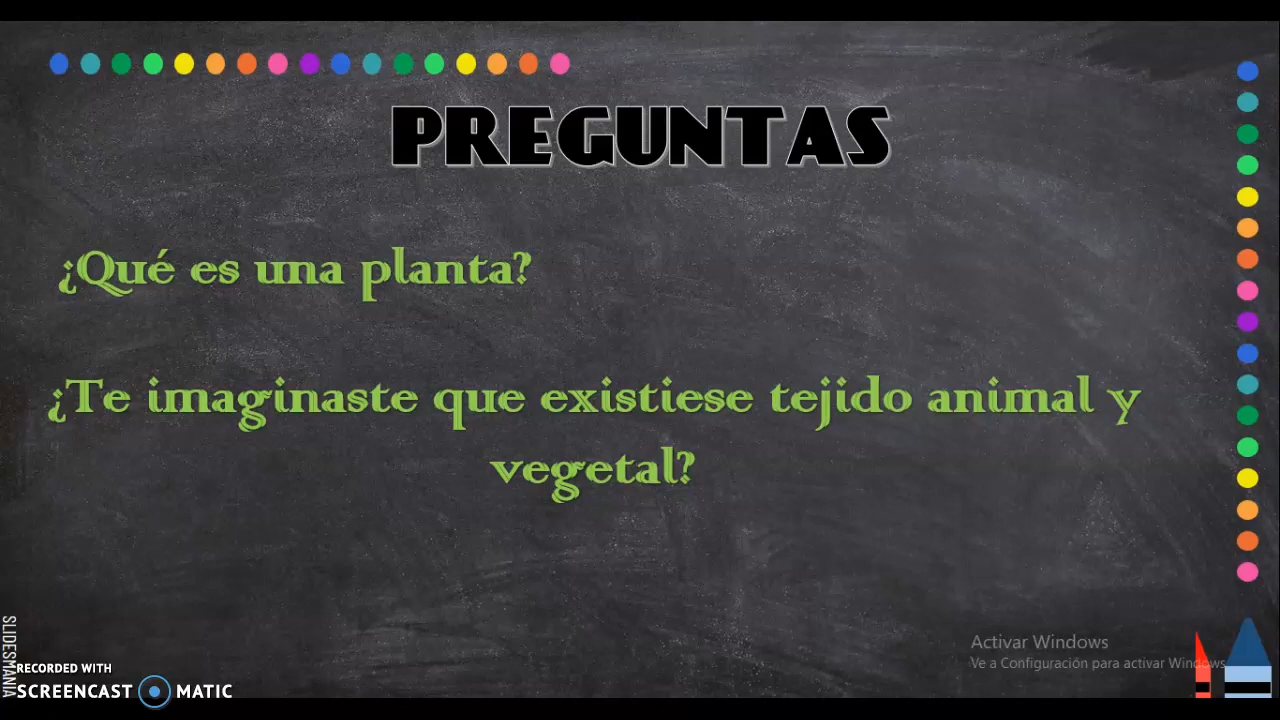 PREGUNTAS
¿Qué es una planta?
¿Te imaginaste que existiese tejido animal y
vegetal?
Activar Windows
Ve a Configuración para activar Windows.
SLIDESMANIA
RECORDED WITH
SCREENCAST MATIC